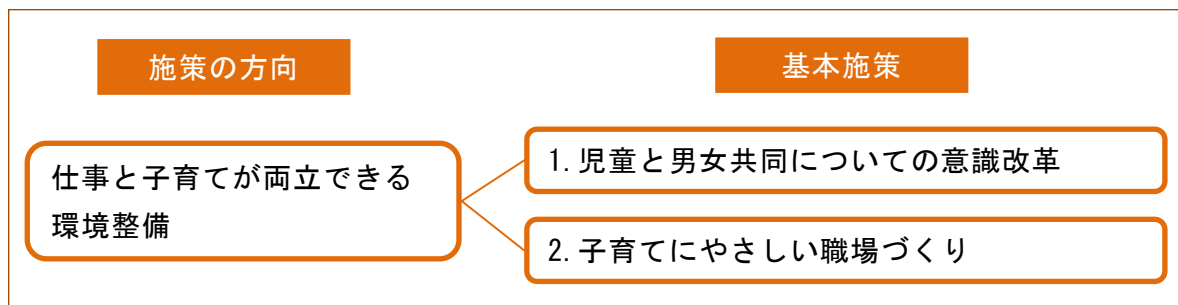 施策の方向
基本施策
仕事と子育てが両立できる
環境整備
1.児童と男女共同についての意識改革
2.子育てにやさしい職場づくり